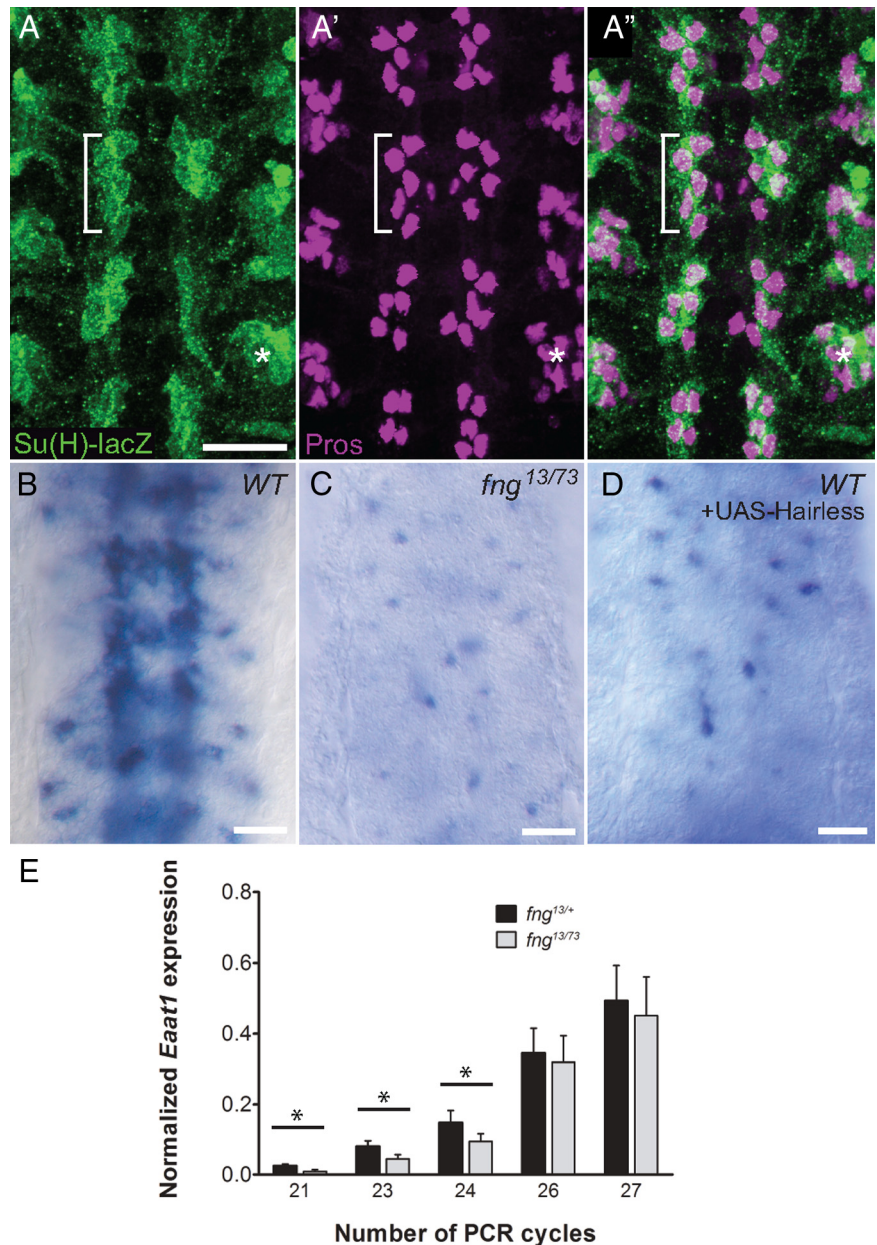 A
A'
A"
*
*
*
Su(H)-lacZ
Pros
B
WT
C
fng13/73
D
WT
+UAS-Hairless
E
Normalized Eaat1 expression
0.8
0.6
0.4
0.2
0.0
fng13/+
fng13/73
*
*
*
21
23
24
26
27
Number of PCR cycles